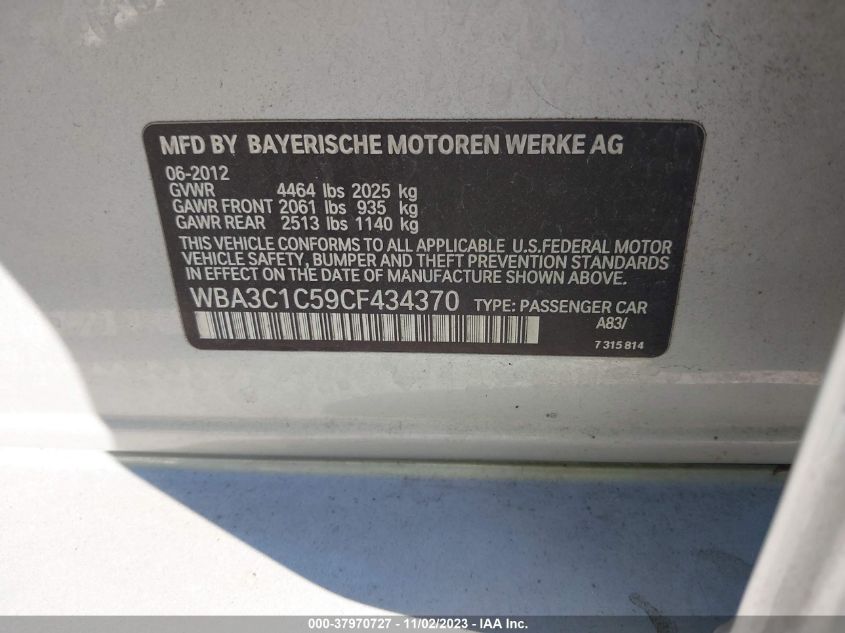 MFD BY BAYERISCHE MOTOREN WERKE AG
06-2012
GVWR 4464 lbs 2025 kg
GAWR FRONT 2061 lbs 935 kg
GAWR REAR 2513 lbs 1140 kg
THIS VEHICLE CONFORMS TO ALL APPLICABLE U.S.FEDERAL MOTOR
VEHICLE SAFETY, BUMPER AND THEFT PREVENTION STANDARDS
IN EFFECT ON THE DATE OF MANUFACTURE SHOWN ABOVE.
WBA3C1C59CF434370 TYPE: PASSENGER CAR
A83/
7 315 814
000-37970727 - 11/02/2023 - IAA Inc.